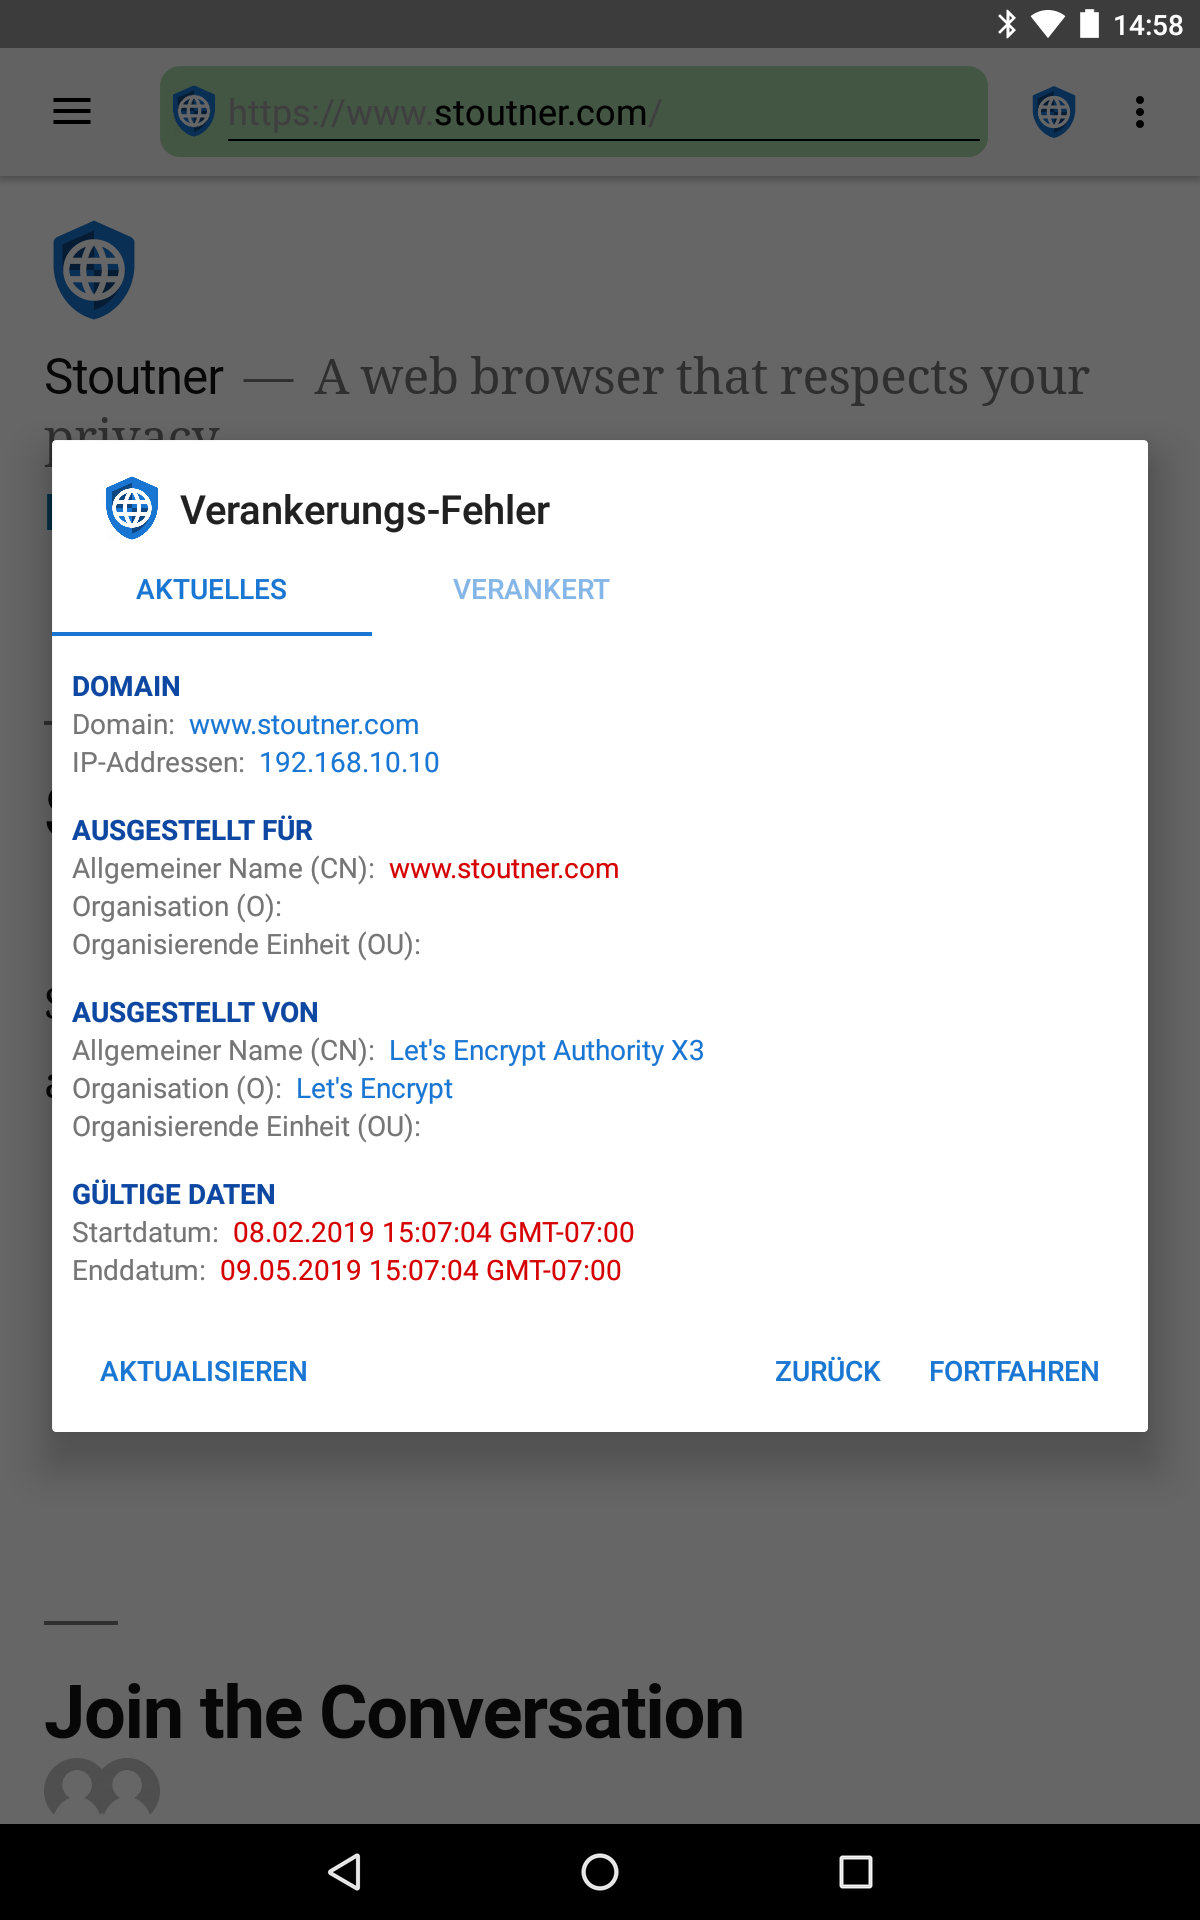 14:58
https://www.stoutner.com/
Stoutner — A web browser that respects your
privacy
Verankerungs-Fehler
AKTUELLES VERANKERT
DOMAIN
Domain: www.stoutner.com
IP-Addressen: 192.168.10.10
AUSGESTELLT FÜR
Allgemeiner Name (CN): www.stoutner.com
Organisation (O):
Organisierende Einheit (OU):
AUSGESTELLT VON
Allgemeiner Name (CN): Let's Encrypt Authority X3
Organisation (O): Let's Encrypt
Organisierende Einheit (OU):
GÜLTIGE DATEN
Startdatum: 08.02.2019 15:07:04 GMT-07:00
Enddatum: 09.05.2019 15:07:04 GMT-07:00
AKTUALISIEREN ZURÜCK FORTFAHREN
Join the Conversation